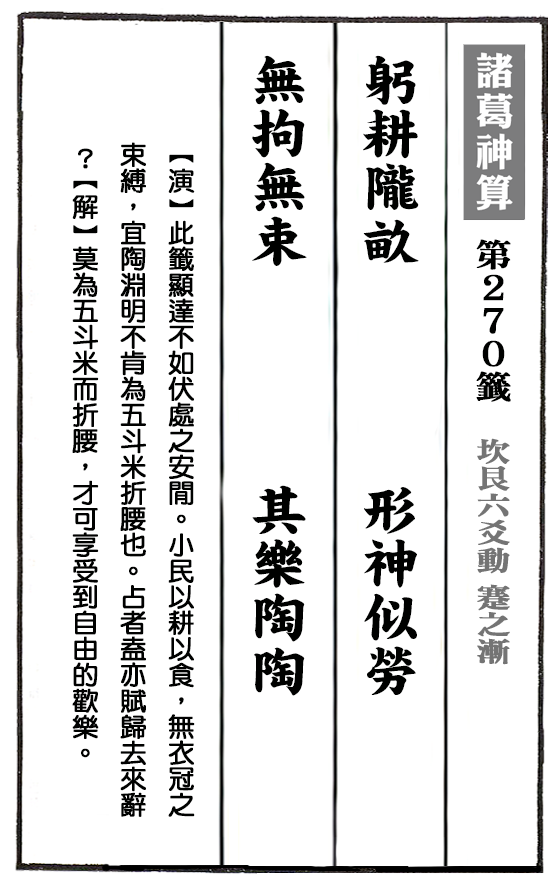 諸葛神算 第270籤 坎艮六爻動 蹇之漸
躬耕隴畝 形神似勞
無拘無束 其樂陶陶
【演】此籤顯達不如伏處之安閒。小民以耕以食，無衣冠之
束縛，宜陶淵明不肯為五斗米折腰也。占者盍亦賦歸去來辭
？【解】莫為五斗米而折腰，才可享受到自由的歡樂。